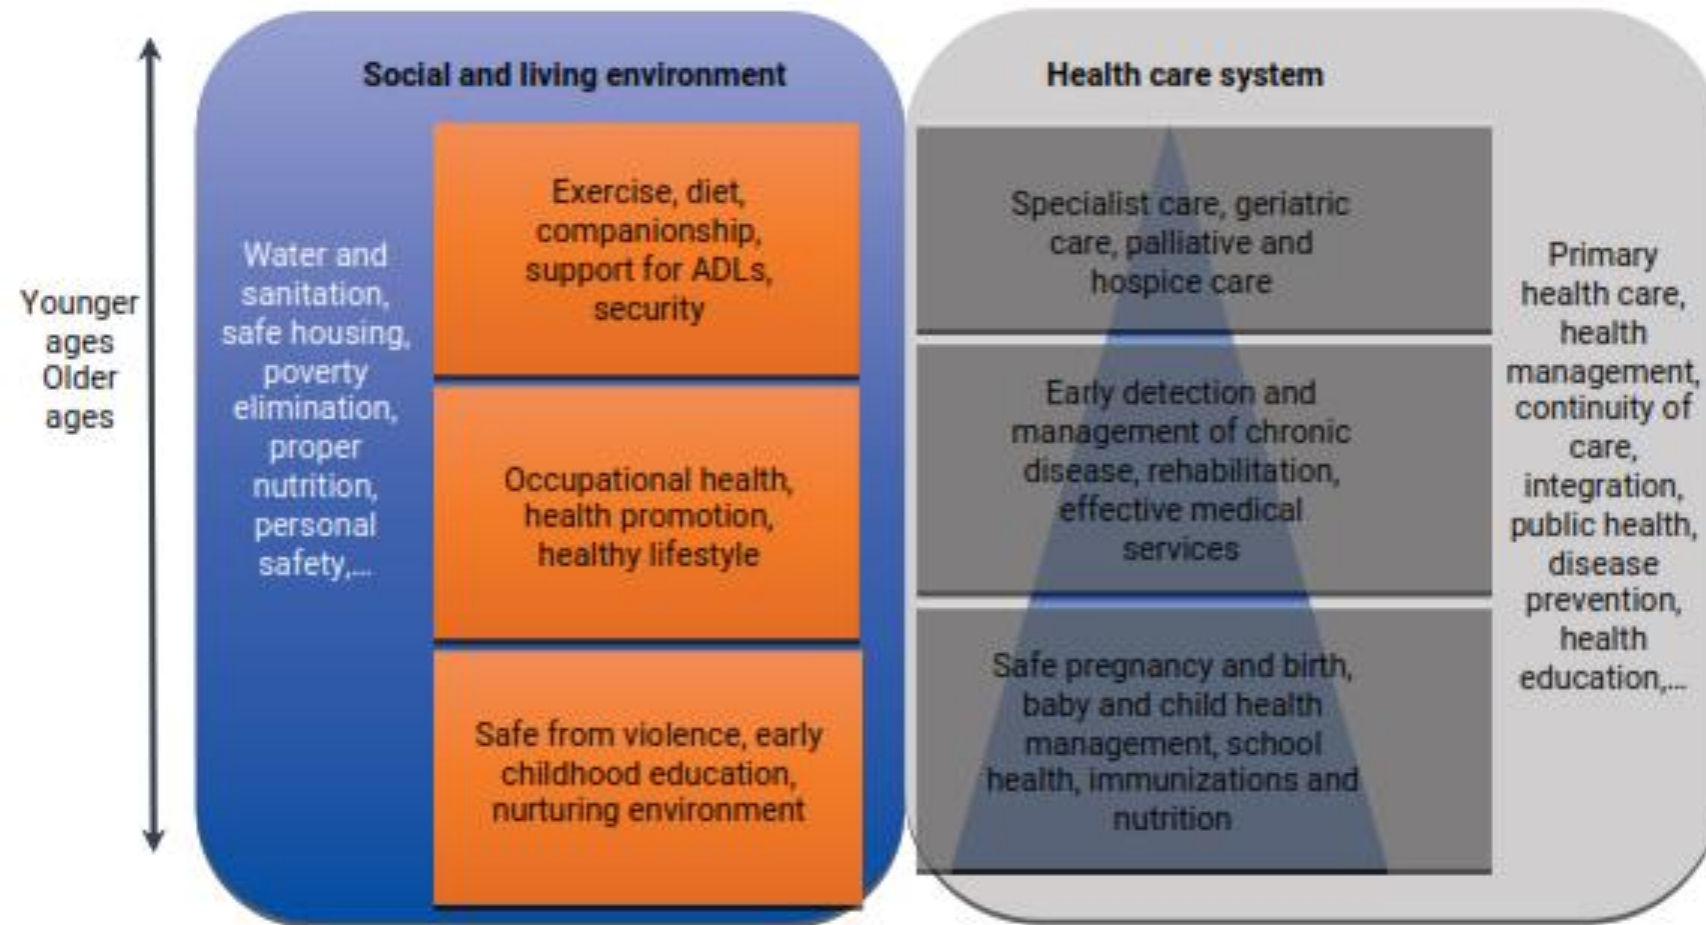 Social and living environment
Health care system
Younger
ages
Older
ages
Water and
sanitation,
safe housing,
poverty
elimination,
proper
nutrition,
personal
safety,...
Exercise, diet,
companionship,
support for ADLs,
security
Occupational health,
health promotion,
healthy lifestyle
Safe from violence, early
childhood education,
nurturing environment
Specialist care, geriatric
care, palliative and
hospice care
Early detection and
management of chronic
disease, rehabilitation,
effective medical
services
Safe pregnancy and birth,
baby and child health
management, school
health, immunizations and
nutrition
Primary
health care,
health
management,
continuity of
care,
integration,
public health,
disease
prevention,
health
education,...